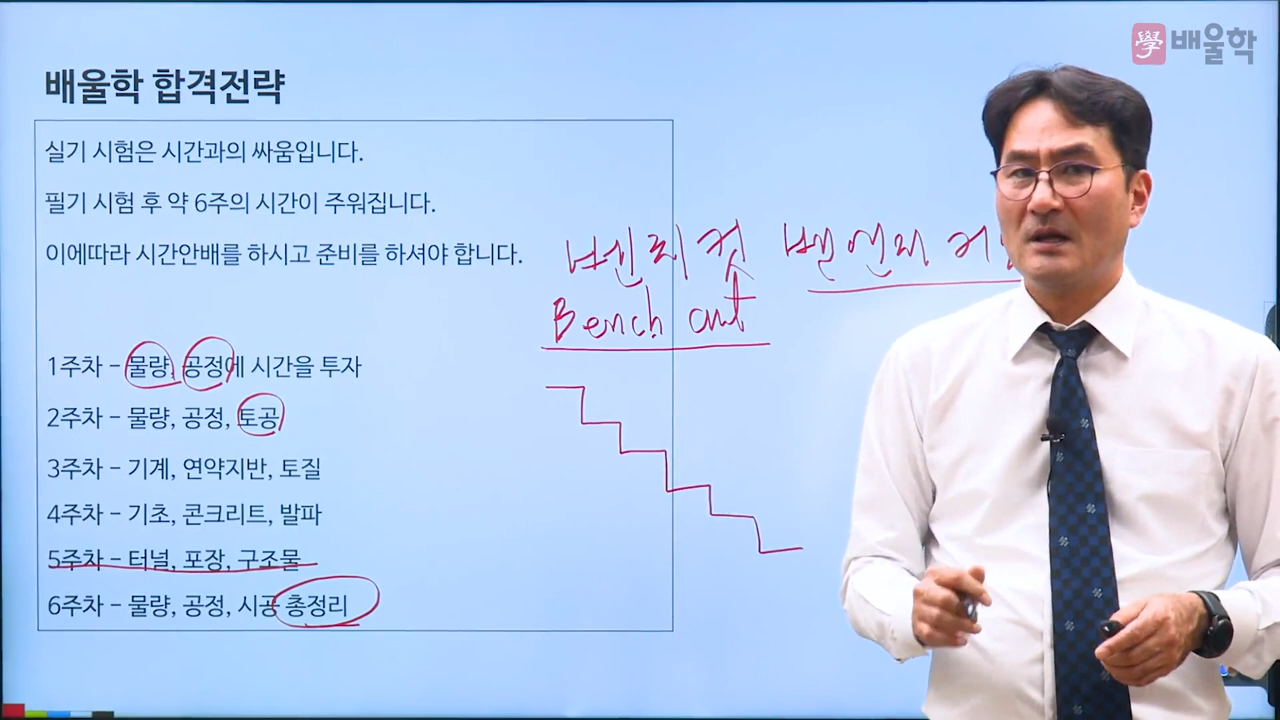 學 배울학
배울학 합격전략
실기 시험은 시간과의 싸움입니다.
필기 시험 후 약 6주의 시간이 주워집니다.
이에따라 시간안배를 하시고 준비를 하셔야 합니다.
벤치컷
Bench cut
1주차 - 물량, 공정에 시간을 투자
2주차 - 물량, 공정, 토공
3주차 - 기계, 연약지반, 토질
4주차 - 기초, 콘크리트, 발파
5주차 - 터널, 포장, 구조물
6주차 - 물량, 공정, 시공 총정리